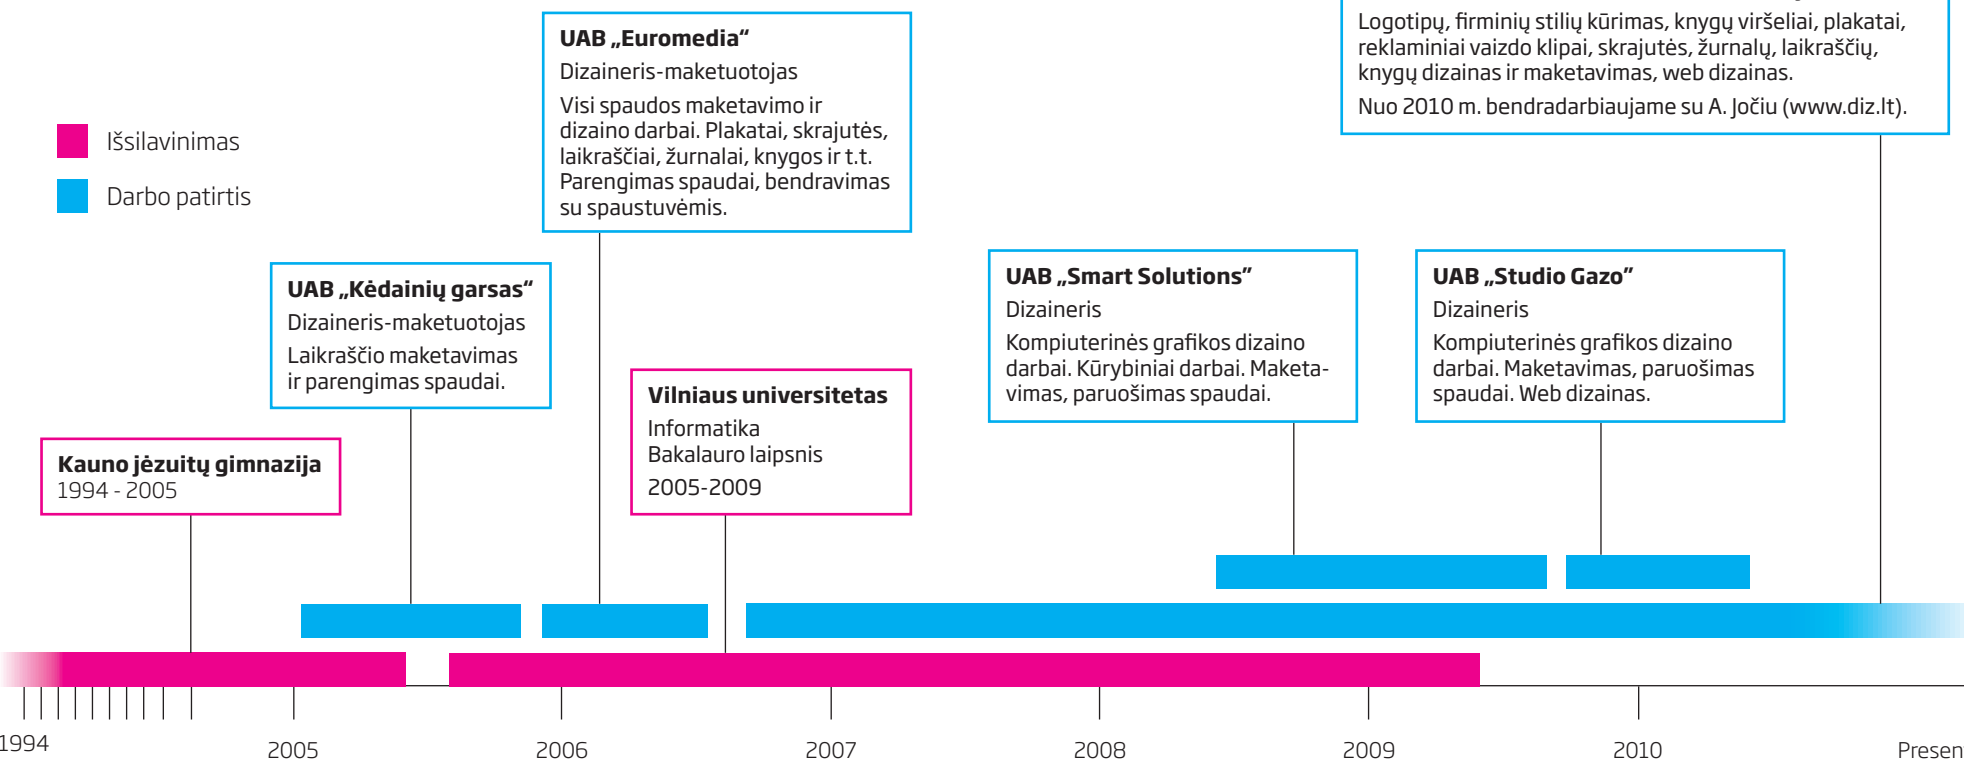 Logotipų, firminių stilių kūrimas, knygų viršeliai, plakatai,
reklaminiai vaizdo klipai, skrajutės, žurnalų, laikraščių,
knygų dizainas ir maketavimas, web dizainas.
Nuo 2010 m. bendradarbiaujame su A. Jočiu (www.diz.lt).
UAB „Euromedia“
Dizaineris-maketuotojas
Visi spaudos maketavimo ir
dizaino darbai. Plakatai, skrajutės,
laikraščiai, žurnalai, knygos ir t.t.
Parengimas spaudai, bendravimas
su spaustuvėmis.
Išsilavinimas
Darbo patirtis
UAB „Kėdainių garsas“
Dizaineris-maketuotojas
Laikraščio maketavimas
ir parengimas spaudai.
UAB „Smart Solutions”
Dizaineris
Kompiuterinės grafikos dizaino
darbai. Kūrybiniai darbai. Maketa-
vimas, paruošimas spaudai.
UAB „Studio Gazo”
Dizaineris
Kompiuterinės grafikos dizaino
darbai. Maketavimas, paruošimas
spaudai. Web dizainas.
Vilniaus universitetas
Informatika
Bakalauro laipsnis
2005-2009
Kauno jėzuitų gimnazija
1994 - 2005
1994 2005 2006 2007 2008 2009 2010 Presen